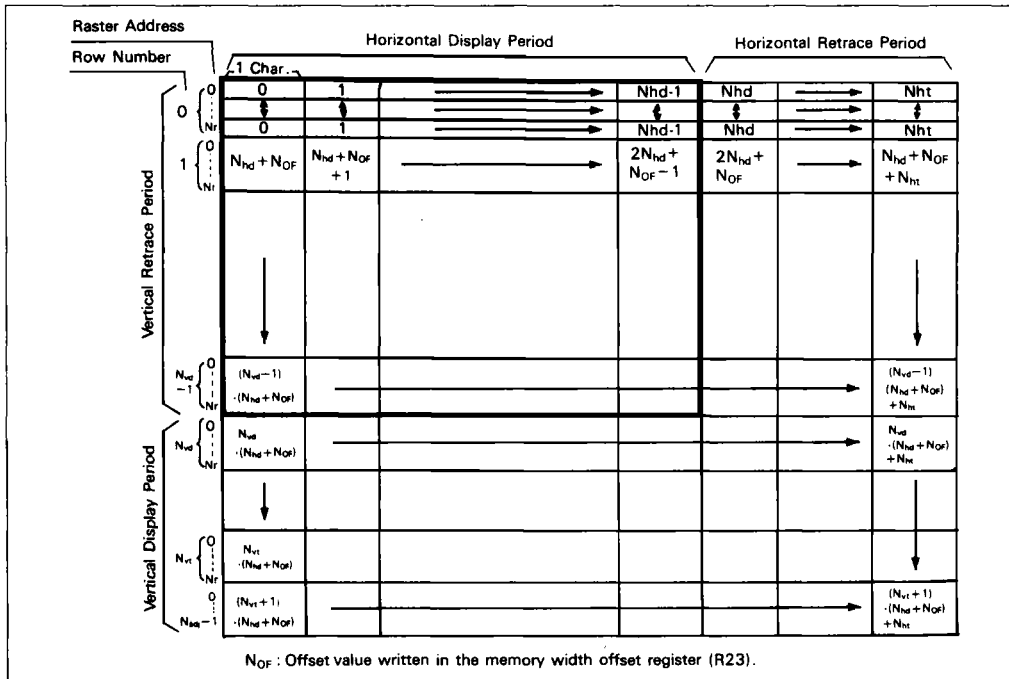 Raster Address
Row Number
Horizontal Display Period
Horizontal Retrace Period
1 Char.
0 0 0 1 Nhd-1 Nhd Nht
Nr 0 1 Nhd-1 Nhd Nht
1 0 Nr Nhd + NOF
Nhd + NOF
+1
2Nhd +
NOF − 1
2Nhd +
NOF
Nhd + NOF
+ Nht
Vertical Retrace Period
Nvd
−1
0
Nr
(Nvd−1)
·(Nhd+NOF)
(Nvd−1)
(Nhd+NOF)
+Nht
Vertical Display Period
Nvd
0
Nr
Nvd
·(Nhd+NOF)
Nvd
·(Nhd+NOF)
+Nht
Nvt
0
Nr
Nvt
·(Nhd+NOF)
0
Nadj−1
(Nvt+1)
·(Nhd+NOF)
(Nvt+1)
·(Nhd+NOF)
+Nht
NOF : Offset value written in the memory width offset register (R23).